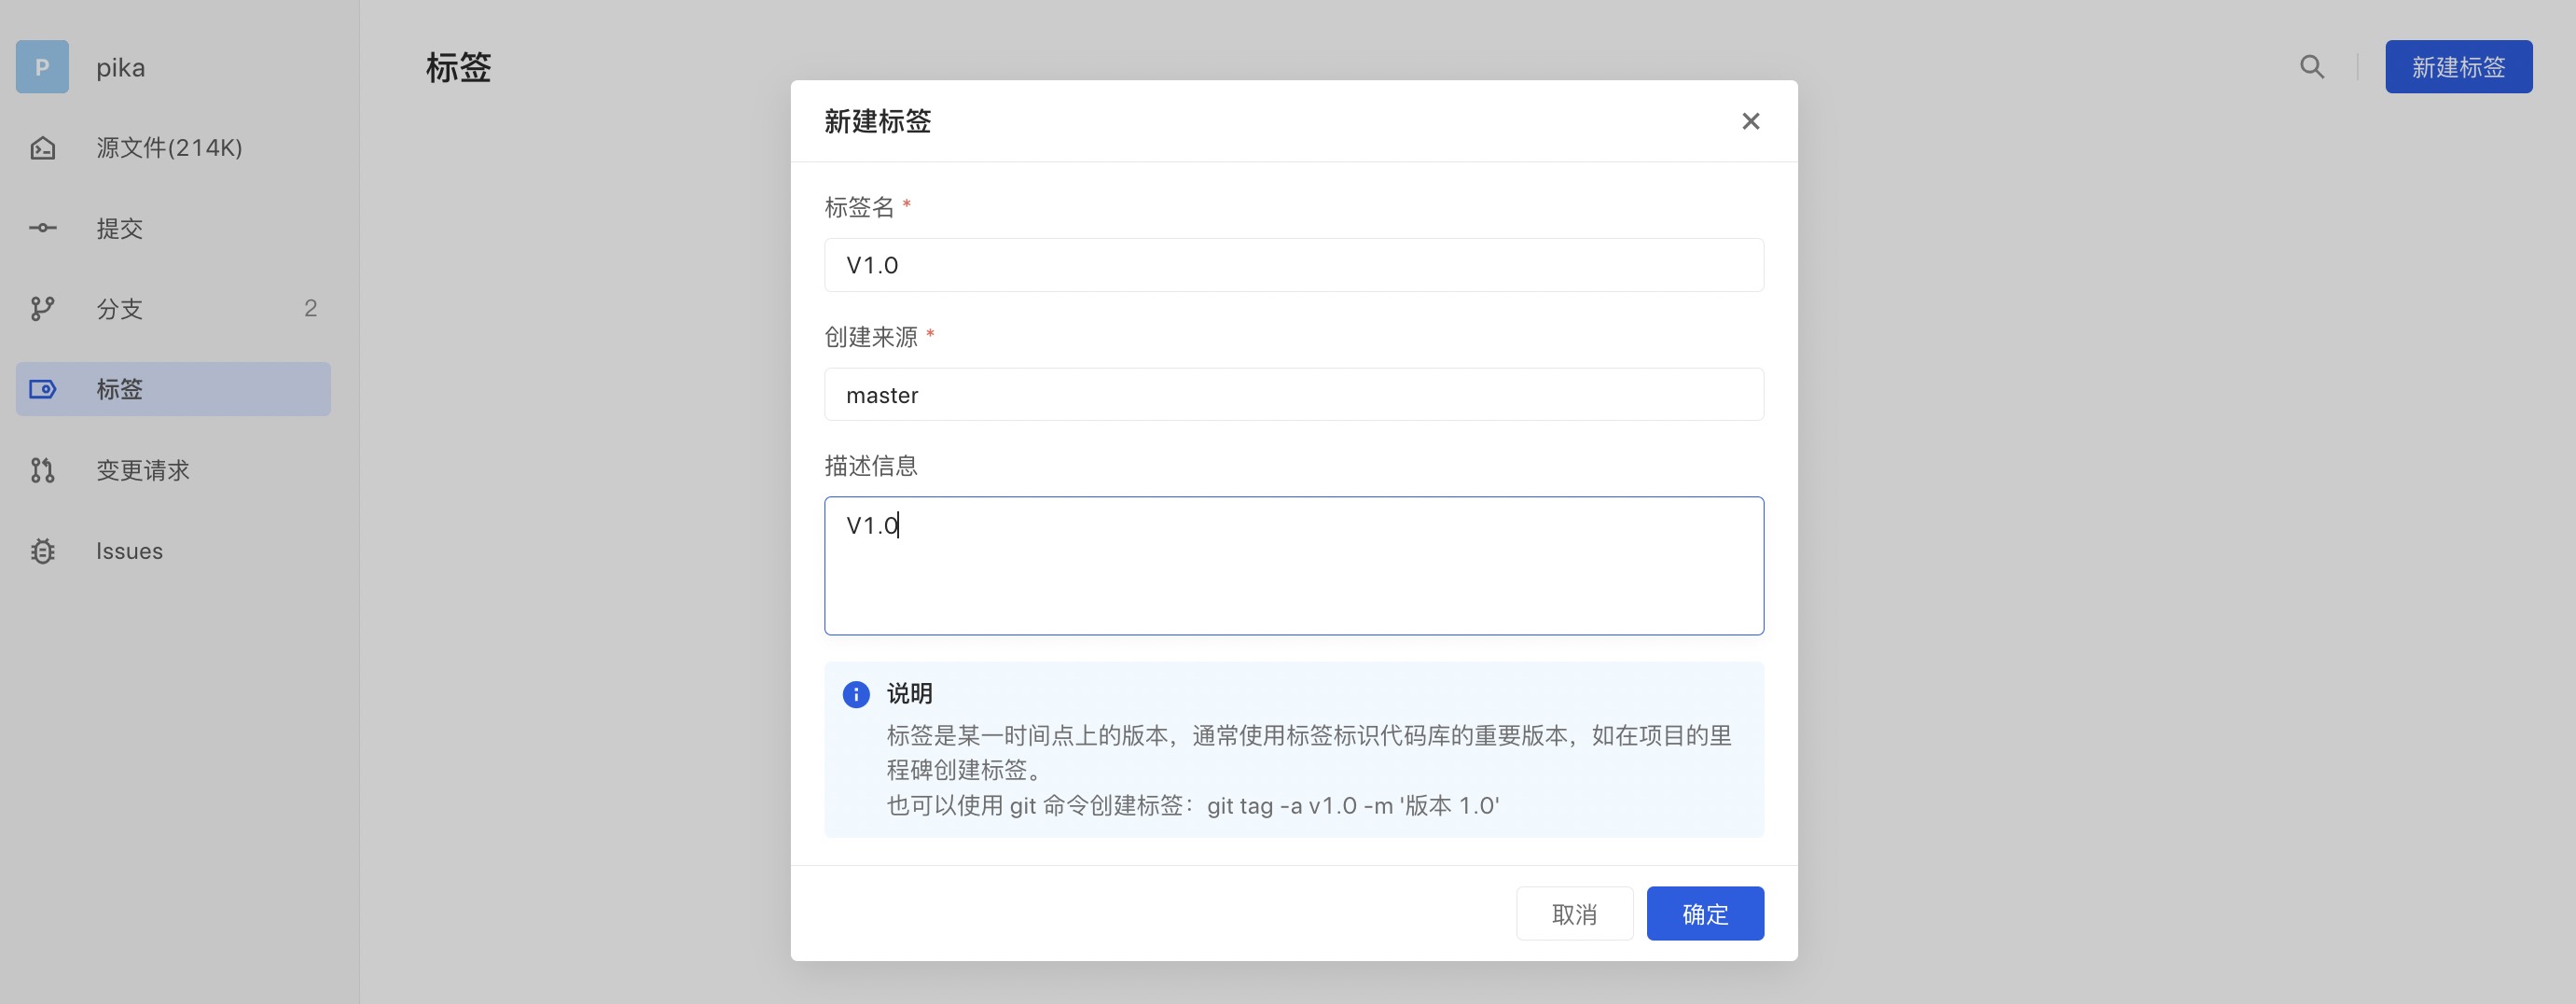 P
pika
源文件(214K)
提交
分支
2
标签
变更请求
Issues
标签
新建标签
新建标签
标签名 *
V1.0
创建来源 *
master
描述信息
V1.0
说明
标签是某一时间点上的版本，通常使用标签标识代码库的重要版本，如在项目的里
程碑创建标签。
也可以使用 git 命令创建标签：git tag -a v1.0 -m '版本 1.0'
取消
确定